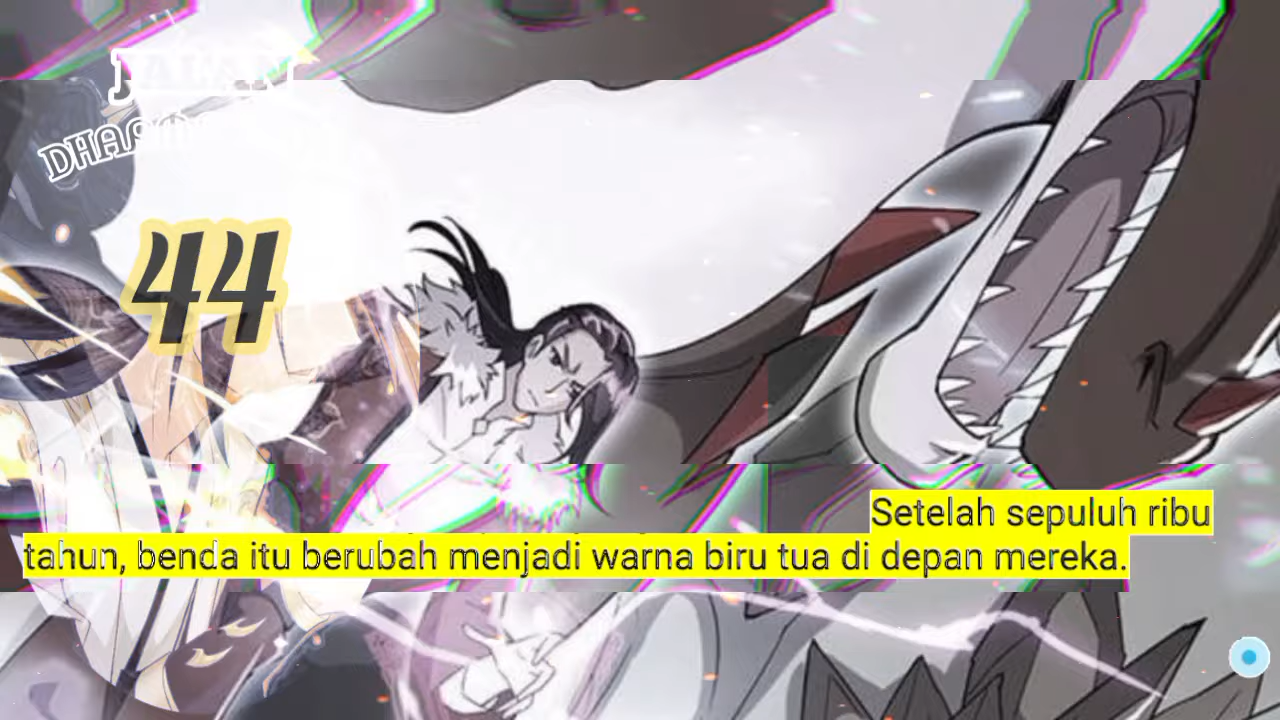 44
Setelah sepuluh ribu
tahun, benda itu berubah menjadi warna biru tua di depan mereka.